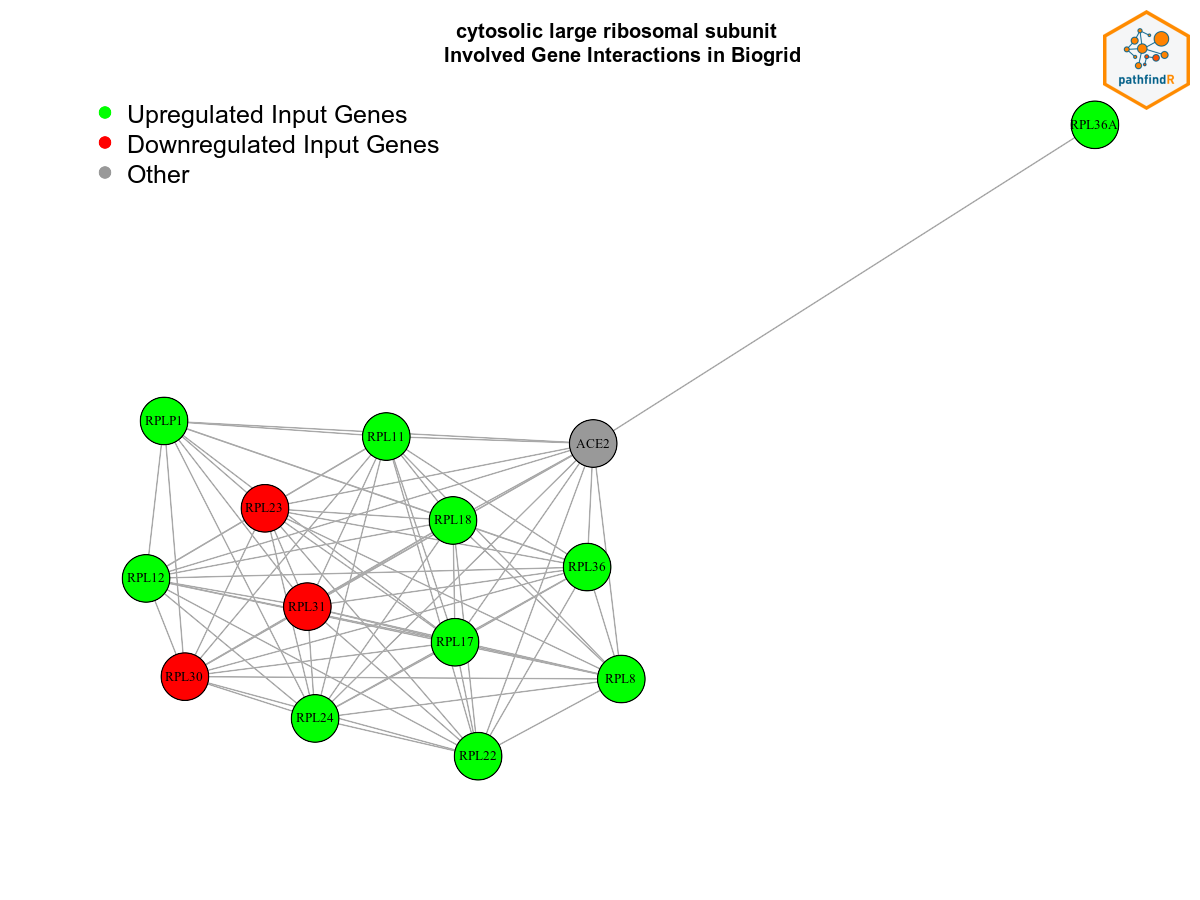 cytosolic large ribosomal subunit
Involved Gene Interactions in Biogrid
pathfindR
Upregulated Input Genes
Downregulated Input Genes
Other
RPL36A
RPLP1
RPL11
ACE2
RPL23
RPL18
RPL36
RPL12
RPL31
RPL17
RPL30
RPL8
RPL24
RPL22